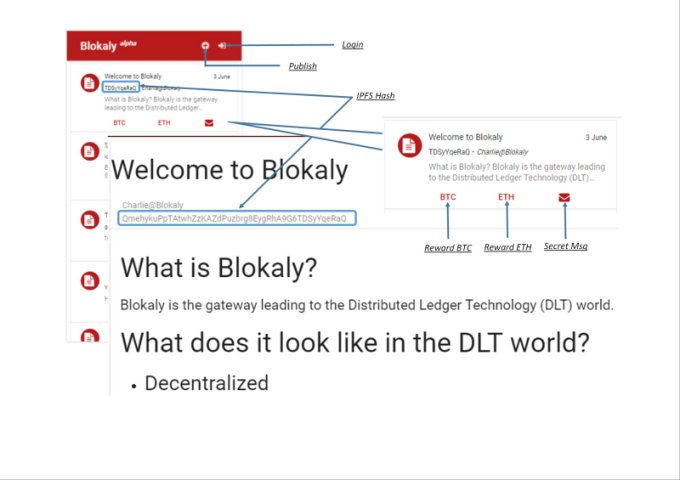 Blokaly alpha
Login
Publish
Welcome to Blokaly 3 June
TDSyYqeRaQ - Charlie@Blokaly
What is Blokaly? Blokaly is the gateway
leading to the Distributed Ledger...
BTC ETH
IPFS Hash
Welcome to Blokaly 3 June
TDSyYqeRaQ - Charlie@Blokaly
What is Blokaly? Blokaly is the gateway leading
to the Distributed Ledger Technology (DLT)...
BTC ETH
Reward BTC Reward ETH Secret Msg
Welcome to Blokaly
Charlie@Blokaly
QmehykuPpTAtwhZzKAZdPuzbrg8EygRhA9G6TDSyYqeRaQ
What is Blokaly?
Blokaly is the gateway leading to the Distributed Ledger Technology (DLT) world.
What does it look like in the DLT world?
• Decentralized